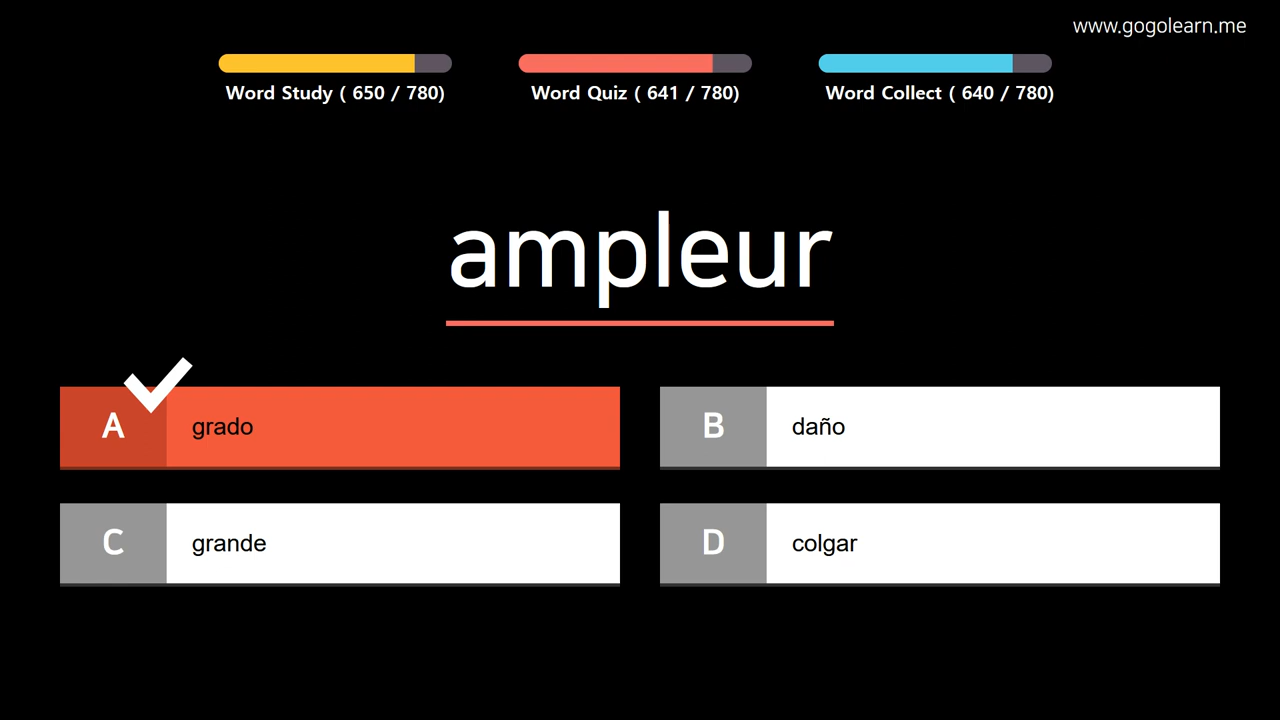 www.gogolearn.me
Word Study ( 650 / 780)
Word Quiz ( 641 / 780)
Word Collect ( 640 / 780)
ampleur
A grado
B daño
C grande
D colgar